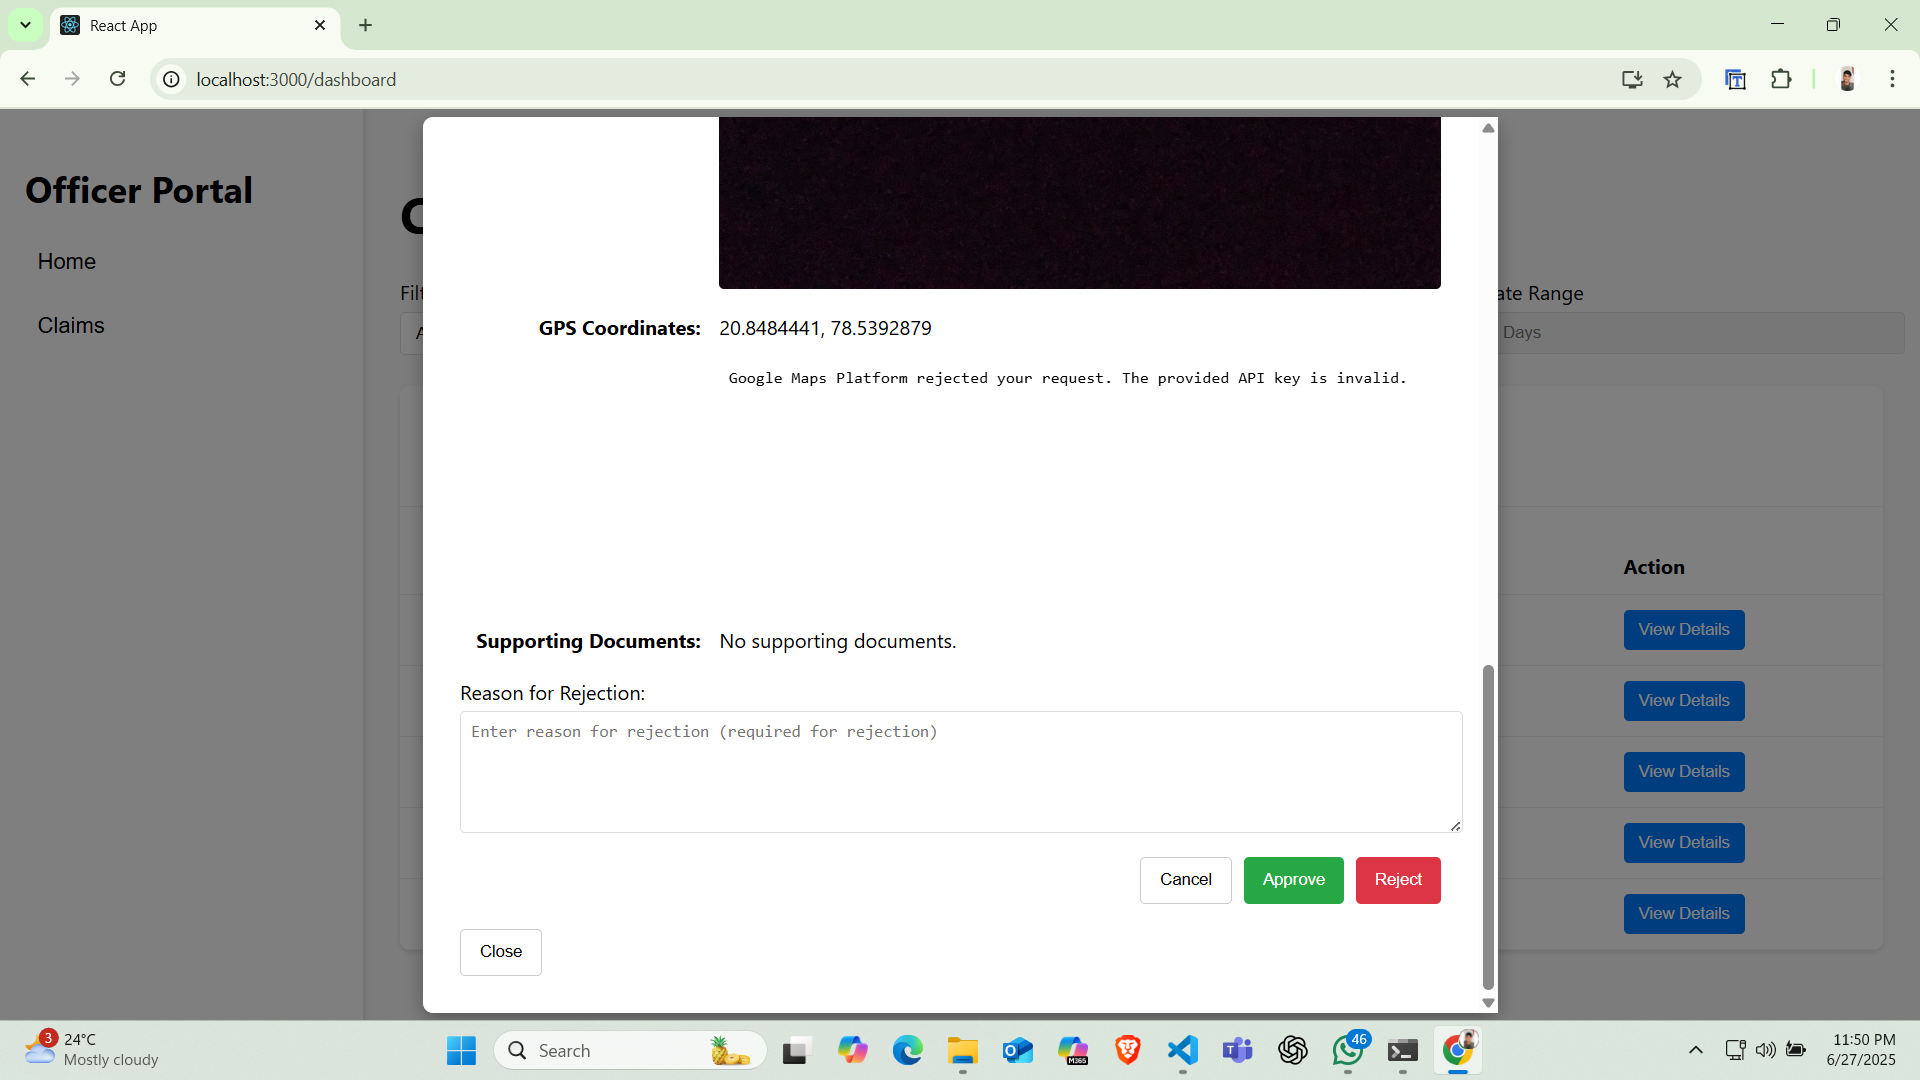 React App
localhost:3000/dashboard
Officer Portal
Home
Claims
C
Filt
A
ate Range
Days
GPS Coordinates: 20.8484441, 78.5392879
Google Maps Platform rejected your request. The provided API key is invalid.
Action
View Details
View Details
View Details
View Details
View Details
Supporting Documents: No supporting documents.
Reason for Rejection:
Enter reason for rejection (required for rejection)
Cancel
Approve
Reject
Close
3
24°C
Mostly cloudy
Search
M365
46
11:50 PM
6/27/2025